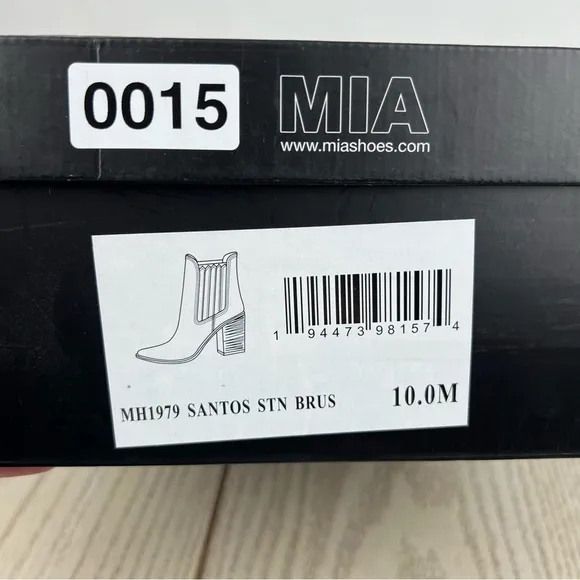 0015
MIA
www.miashoes.com
1 94473 98157 4
MH1979 SANTOS STN BRUS 10.0M